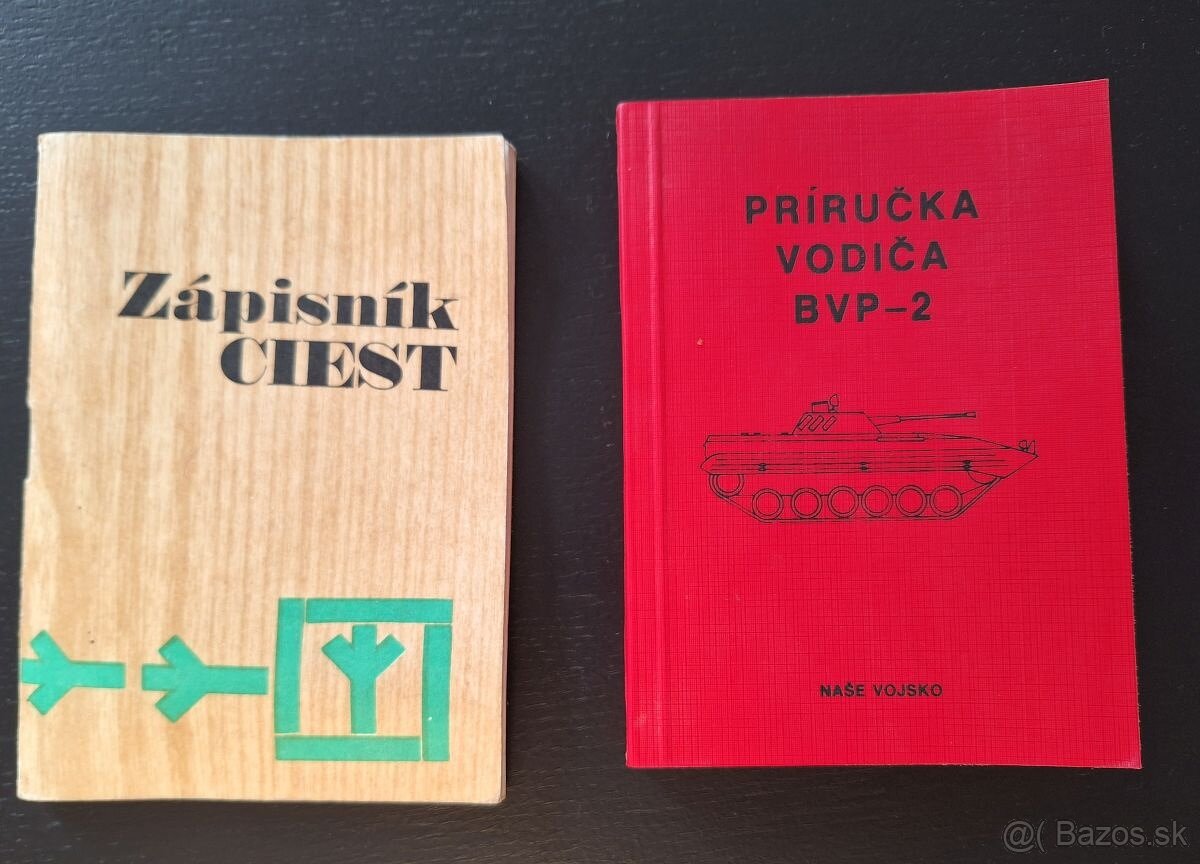 Zápisník
CIEST
PRÍRUČKA
VODIČA
BVP-2
NAŠE VOJSKO
@( Bazos.sk